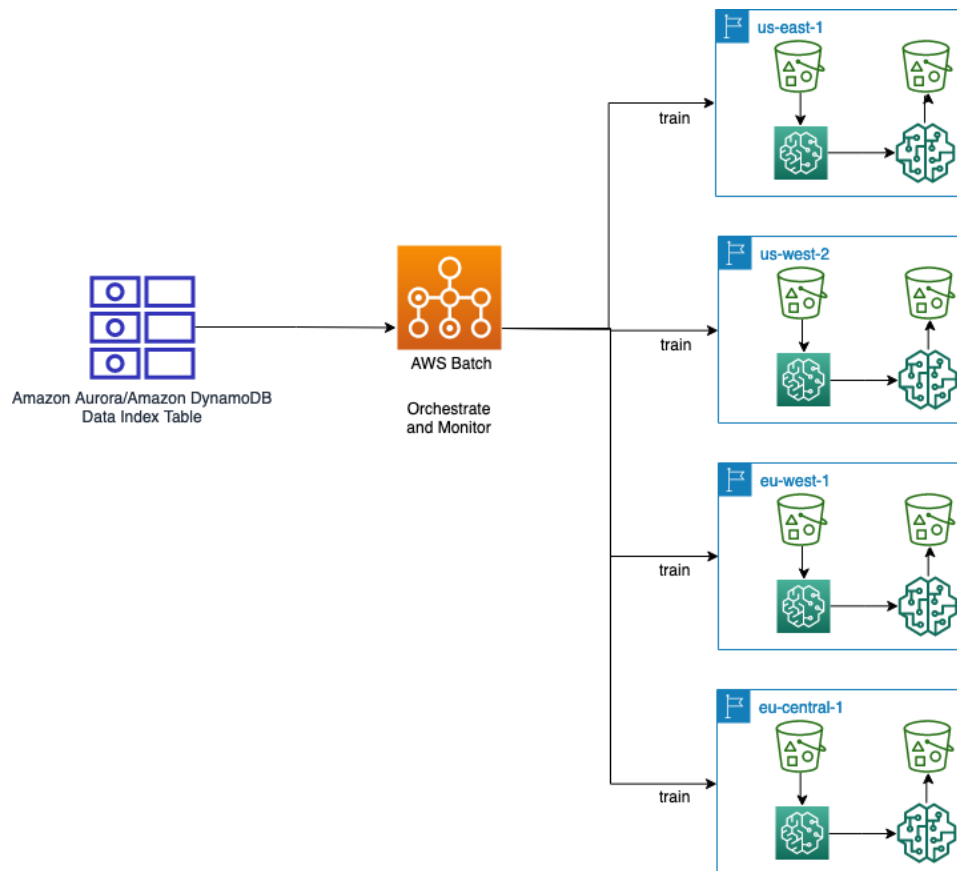 us-east-1
train
us-west-2
train
Amazon Aurora/Amazon DynamoDB
Data Index Table
AWS Batch
Orchestrate
and Monitor
eu-west-1
train
eu-central-1
train